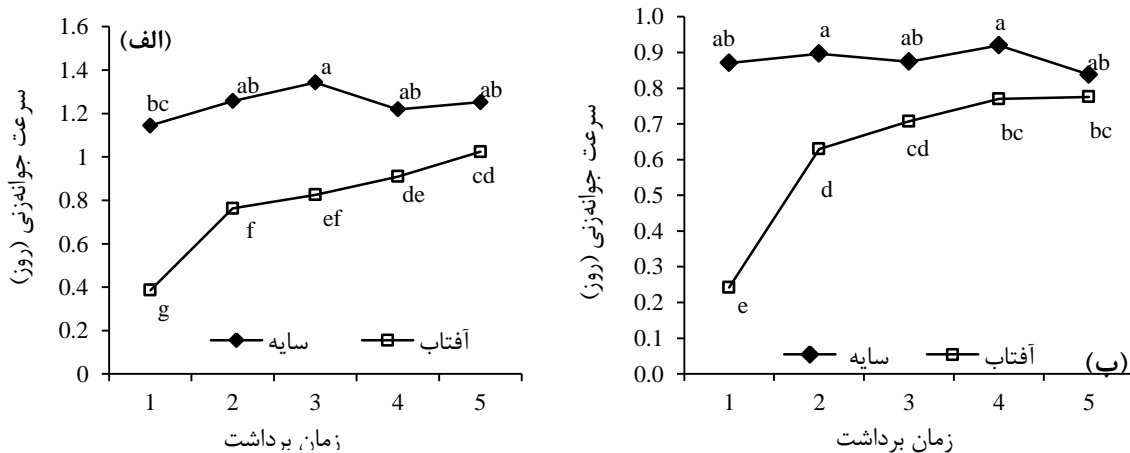 (الف)
سرعت جوانه‌زنی (روز)
1.6
1.4
1.2
1
0.8
0.6
0.4
0.2
0
bc ab a ab ab
g f ef de cd
سایه آفتاب
1 2 3 4 5
زمان برداشت
(ب)
سرعت جوانه‌زنی (روز)
1.0
0.9
0.8
0.7
0.6
0.5
0.4
0.3
0.2
0.1
0.0
ab a ab a ab
e d cd bc bc
سایه آفتاب
1 2 3 4 5
زمان برداشت